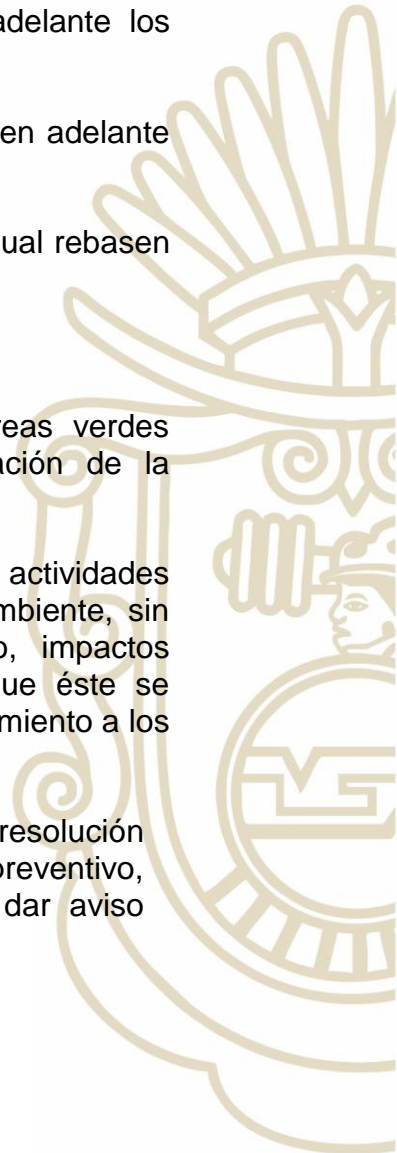 adelante los
en adelante
ual rebasen
reas verdes
ación de la
actividades
mbiente, sin
o, impactos
ue éste se
miento a los
resolución
preventivo,
dar aviso